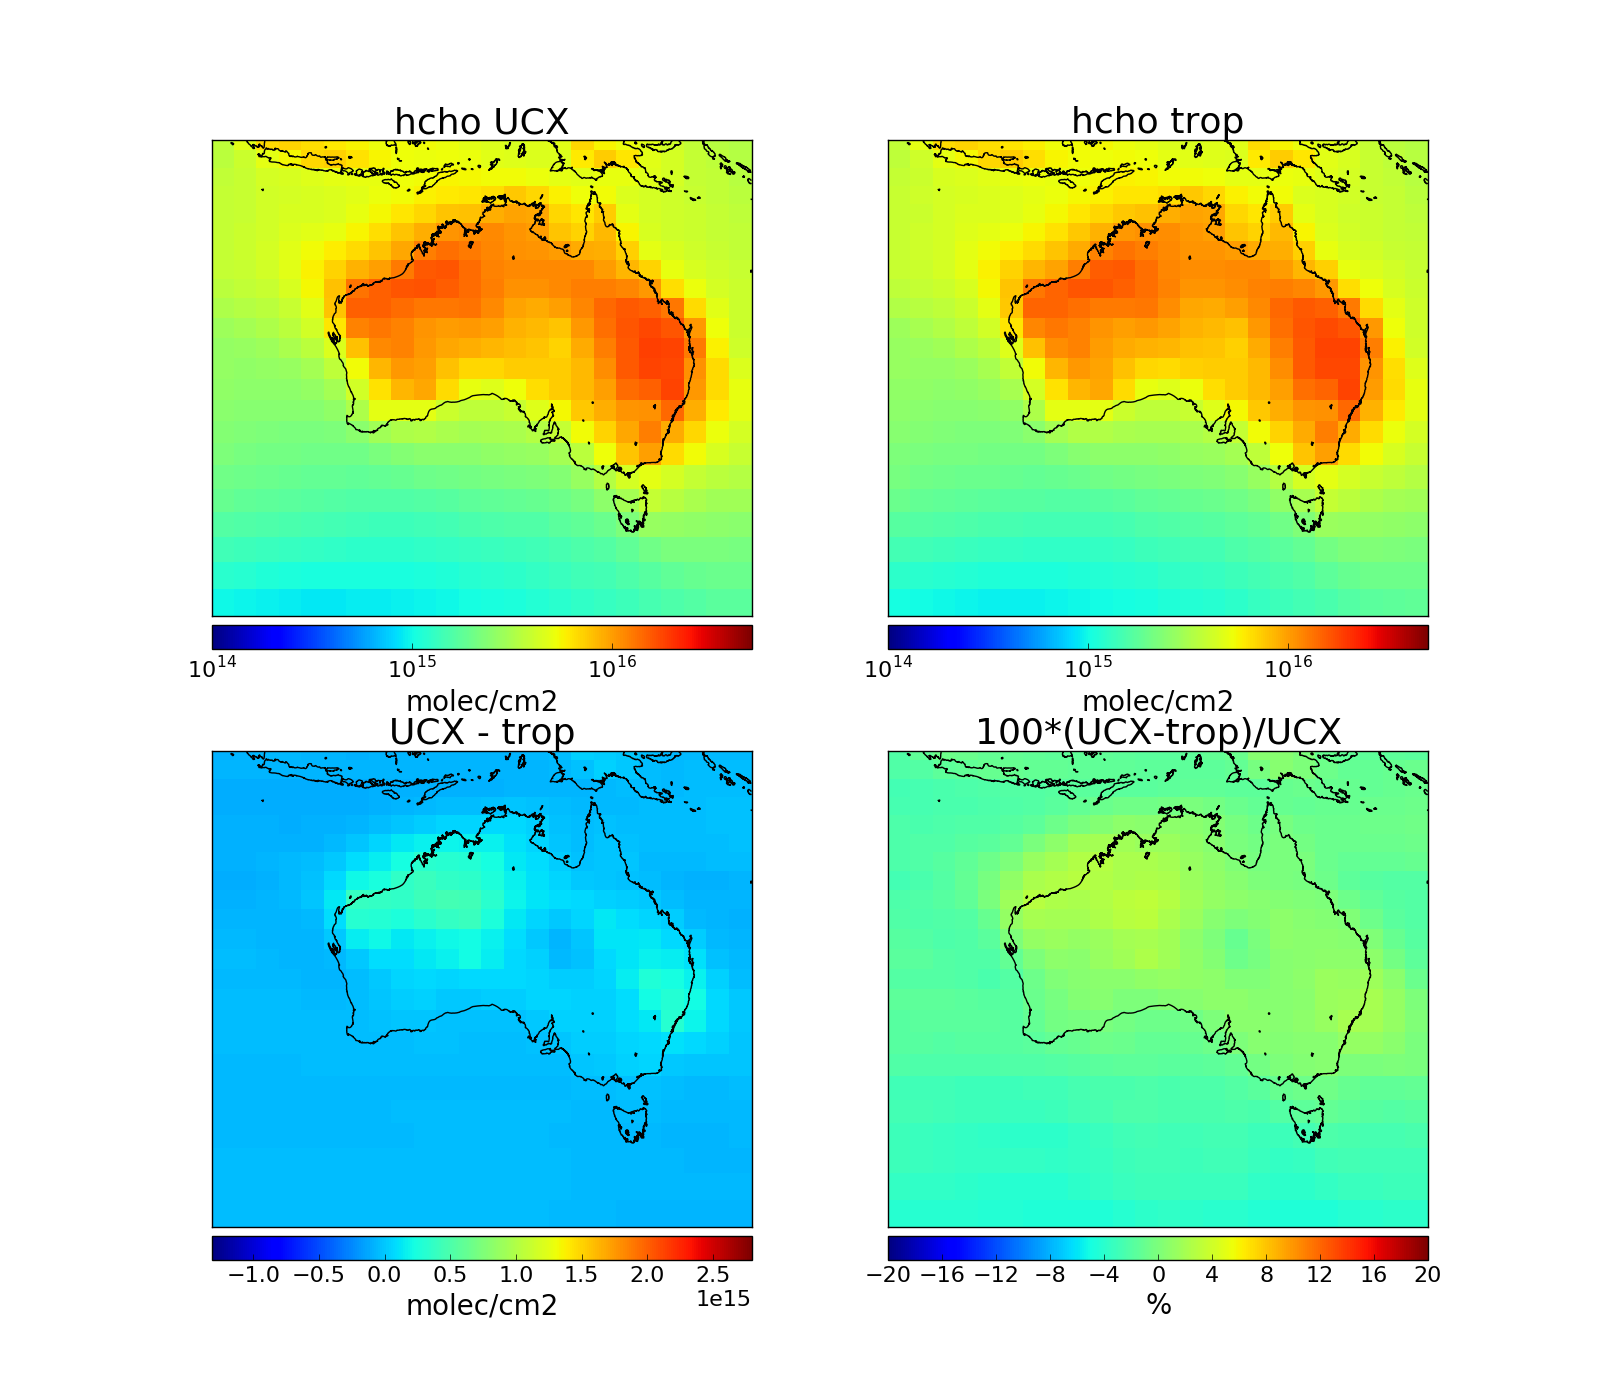 hcho UCX
hcho trop
10^14 10^15 10^16
molec/cm2
10^14 10^15 10^16
molec/cm2
UCX - trop
100*(UCX-trop)/UCX
−1.0 −0.5 0.0 0.5 1.0 1.5 2.0 2.5
1e15
molec/cm2
−20 −16 −12 −8 −4 0 4 8 12 16 20
%